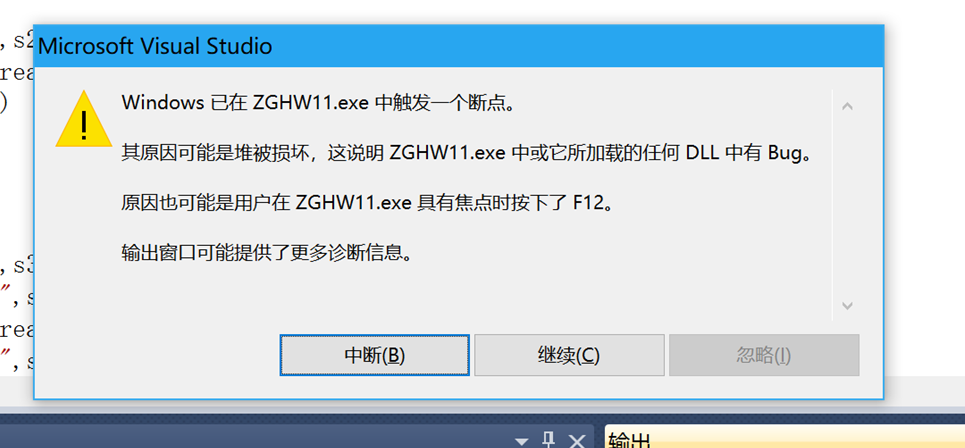 ,s2
Microsoft Visual Studio
rea
)
Windows 已在 ZGHW11.exe 中触发一个断点。
其原因可能是堆被损坏，这说明 ZGHW11.exe 中或它所加载的任何 DLL 中有 Bug。
原因也可能是用户在 ZGHW11.exe 具有焦点时按下了 F12。
输出窗口可能提供了更多诊断信息。
,s3
",s
rea
",s
中断(B)
继续(C)
忽略(I)
输出